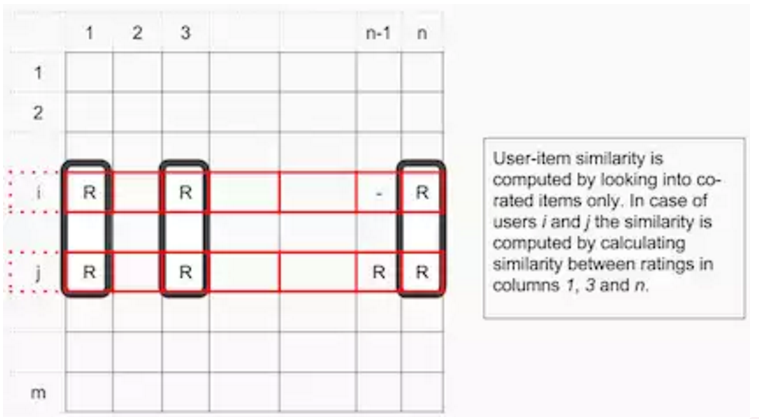 1 2 3 n-1 n
1
2
i R R - R
j R R R R
m
User-item similarity is
computed by looking into co-
rated items only. In case of
users i and j the similarity is
computed by calculating
similarity between ratings in
columns 1, 3 and n.